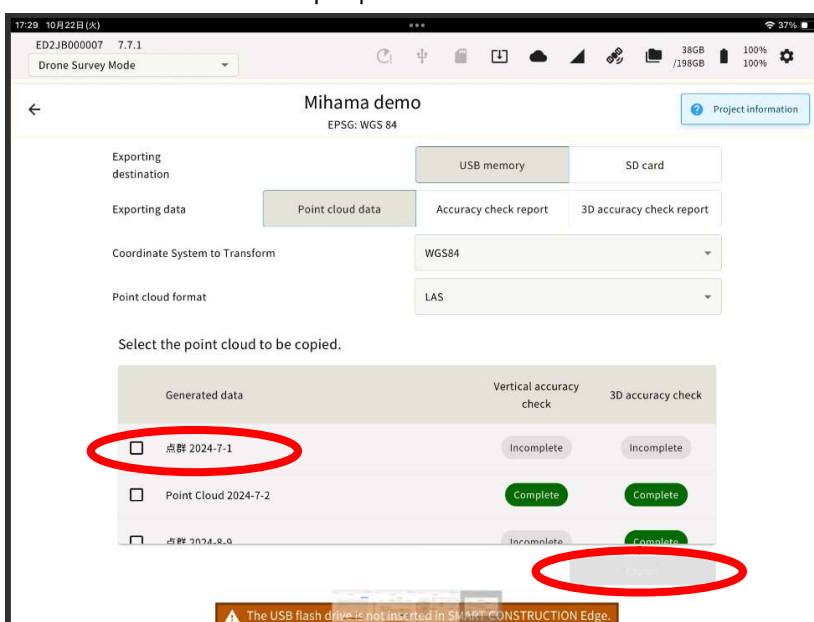 17:29 10月22日(火)
37%
ED2JB000007 7.7.1
Drone Survey Mode
38GB
/198GB
100%
100%
Mihama demo
EPSG: WGS 84
Project information
Exporting
destination
USB memory
SD card
Exporting data
Point cloud data
Accuracy check report
3D accuracy check report
Coordinate System to Transform
WGS84
Point cloud format
LAS
Select the point cloud to be copied.
Generated data
Vertical accuracy
check
3D accuracy check
点群 2024-7-1
Incomplete
Incomplete
Point Cloud 2024-7-2
Complete
Complete
点群 2024-8-9
Incomplete
Complete
Export
The USB flash drive is not inserted in SMART CONSTRUCTION Edge.